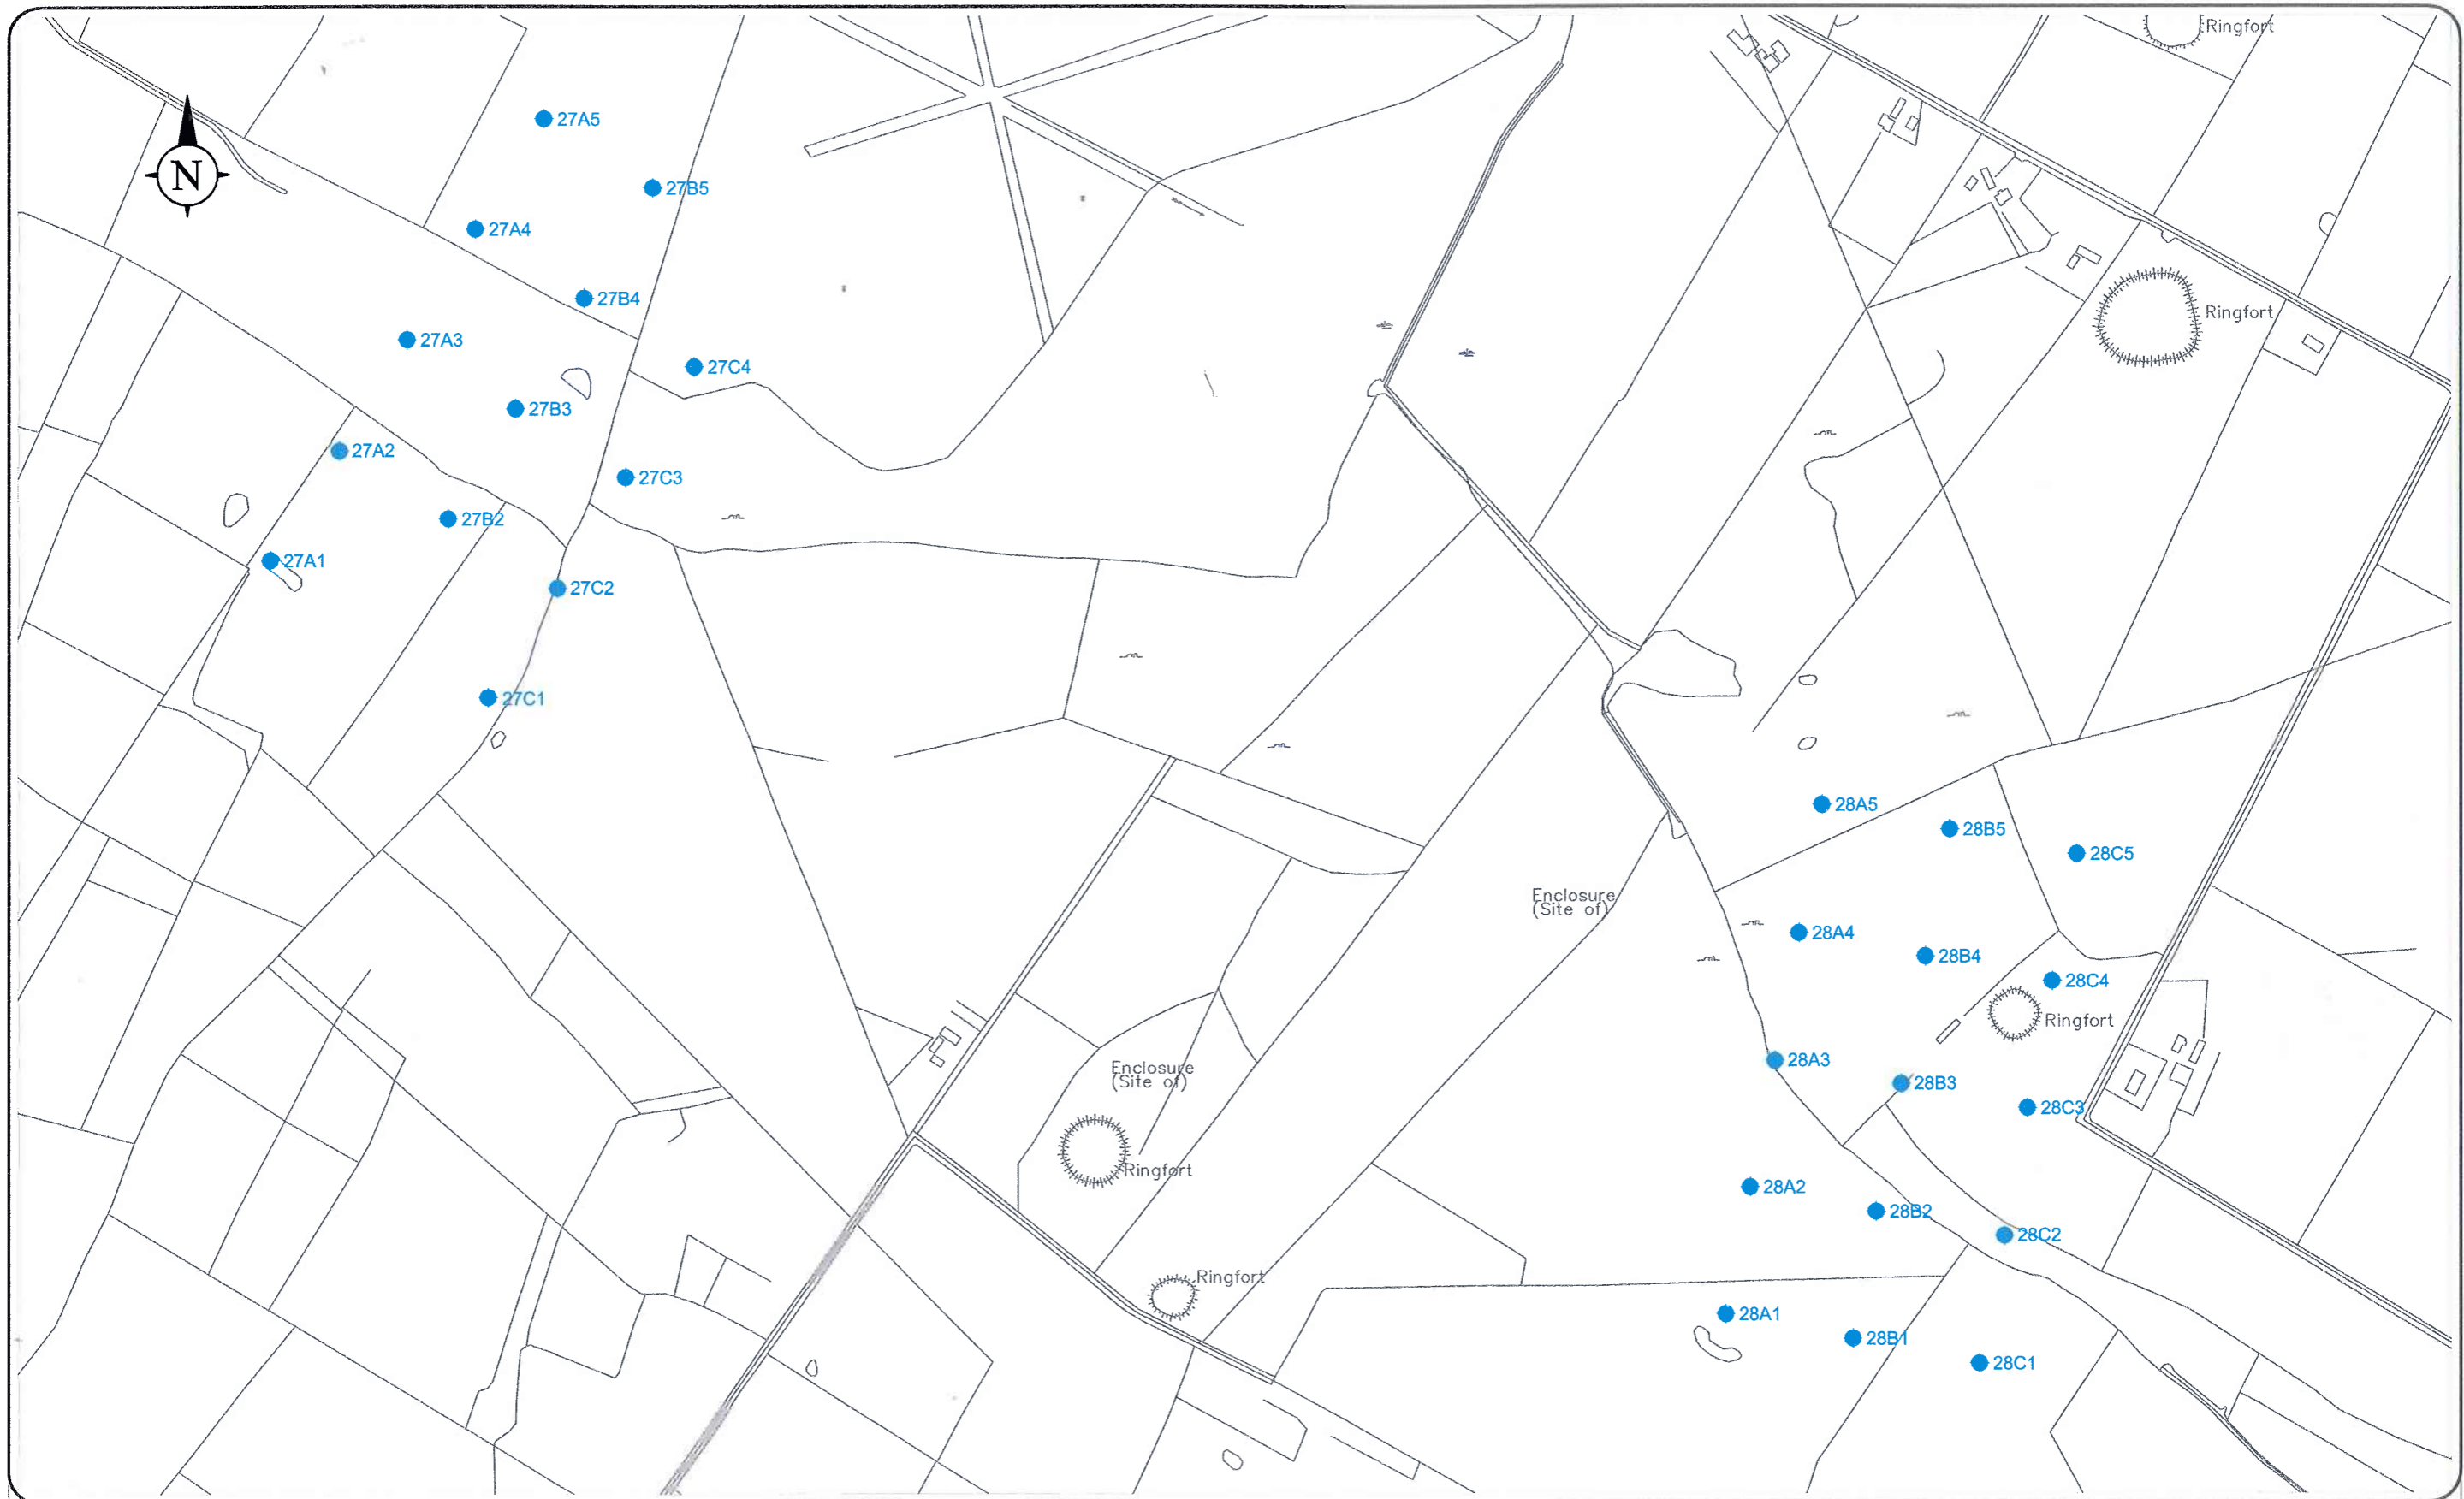 Ringfort
27A5
N
27B5
27A4
27B4
Ringfort
27A3
27C4
27B3
27A2
27C3
27B2
27A1
27C2
27C1
28A5
28B5
28C5
Enclosure
(Site of)
28A4
28B4
28C4
Ringfort
28A3
Enclosure
(Site of)
28B3
28C3
Ringfort
28A2
28B2
28C2
Ringfort
28A1
28B1
28C1